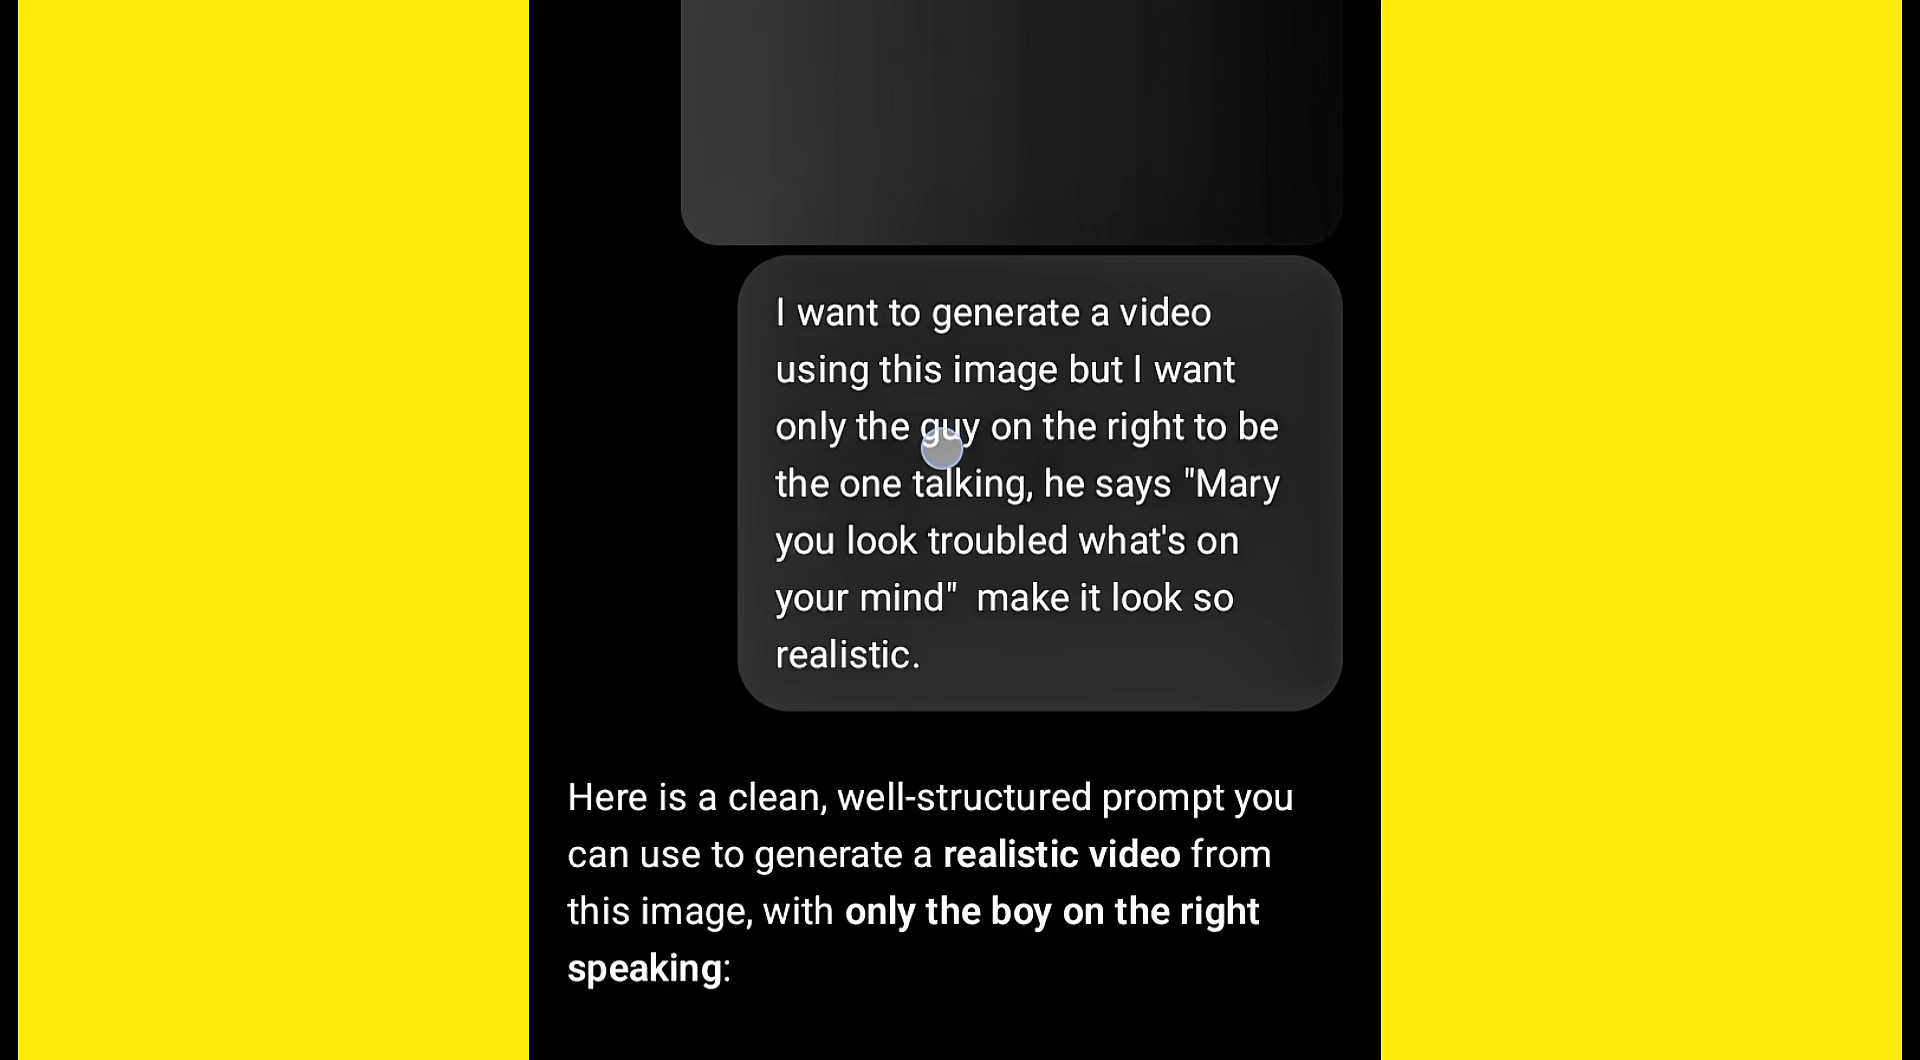 I want to generate a video
using this image but I want
only the guy on the right to be
the one talking, he says "Mary
you look troubled what's on
your mind"  make it look so
realistic.
Here is a clean, well-structured prompt you
can use to generate a realistic video from
this image, with only the boy on the right
speaking: